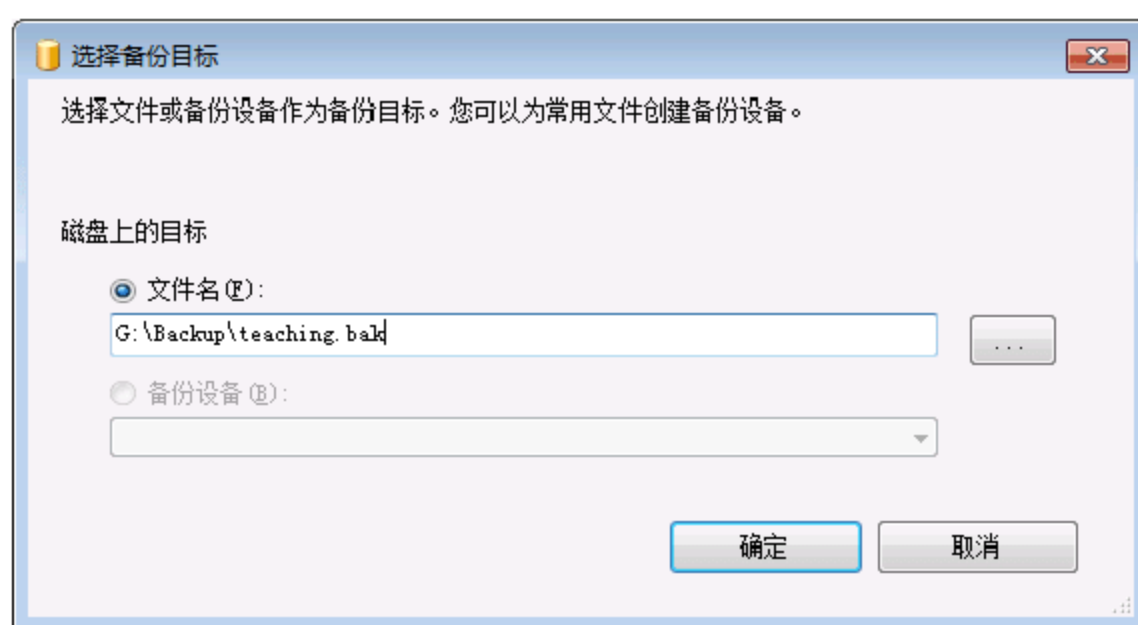 选择备份目标
选择文件或备份设备作为备份目标。您可以为常用文件创建备份设备。
磁盘上的目标
文件名(F):
G:\Backup\teaching.bak
...
备份设备(B):
确定
取消